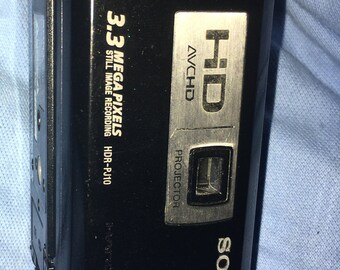 HD
AVCHD
PROJECTOR
3.3 MEGA PIXELS
STILL IMAGE RECORDING
HDR-PJ10
SO